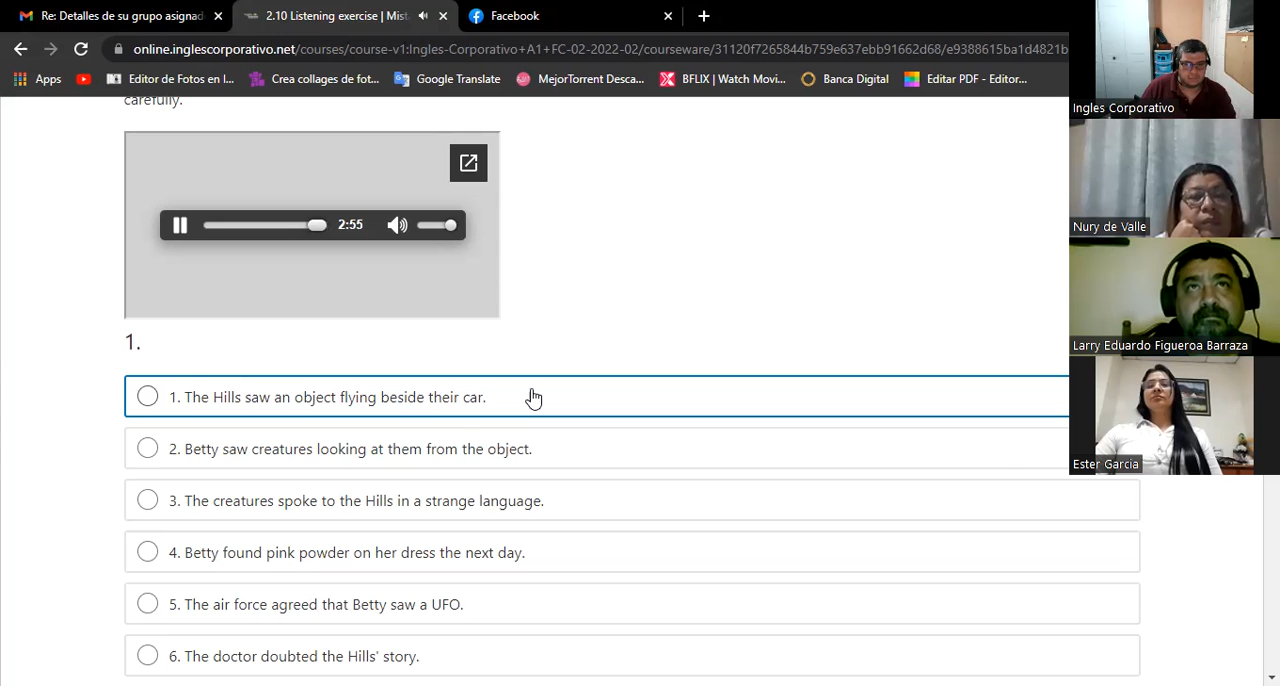 Re: Detalles de su grupo asignad
2.10 Listening exercise | Mist
Facebook
online.inglescorporativo.net/courses/course-v1:Ingles-Corporativo+A1+FC-02-2022-02/courseware/31120f7265844b759e637ebb91662d68/e9388615ba1d4821b
Apps
Editor de Fotos en l...
Crea collages de fot...
Google Translate
MejorTorrent Desca...
BFLIX | Watch Movi...
Banca Digital
Editar PDF - Editor...
carefully.
2:55
1.
1. The Hills saw an object flying beside their car.
2. Betty saw creatures looking at them from the object.
3. The creatures spoke to the Hills in a strange language.
4. Betty found pink powder on her dress the next day.
5. The air force agreed that Betty saw a UFO.
6. The doctor doubted the Hills' story.
Ingles Corporativo
Nury de Valle
Larry Eduardo Figueroa Barraza
Ester Garcia